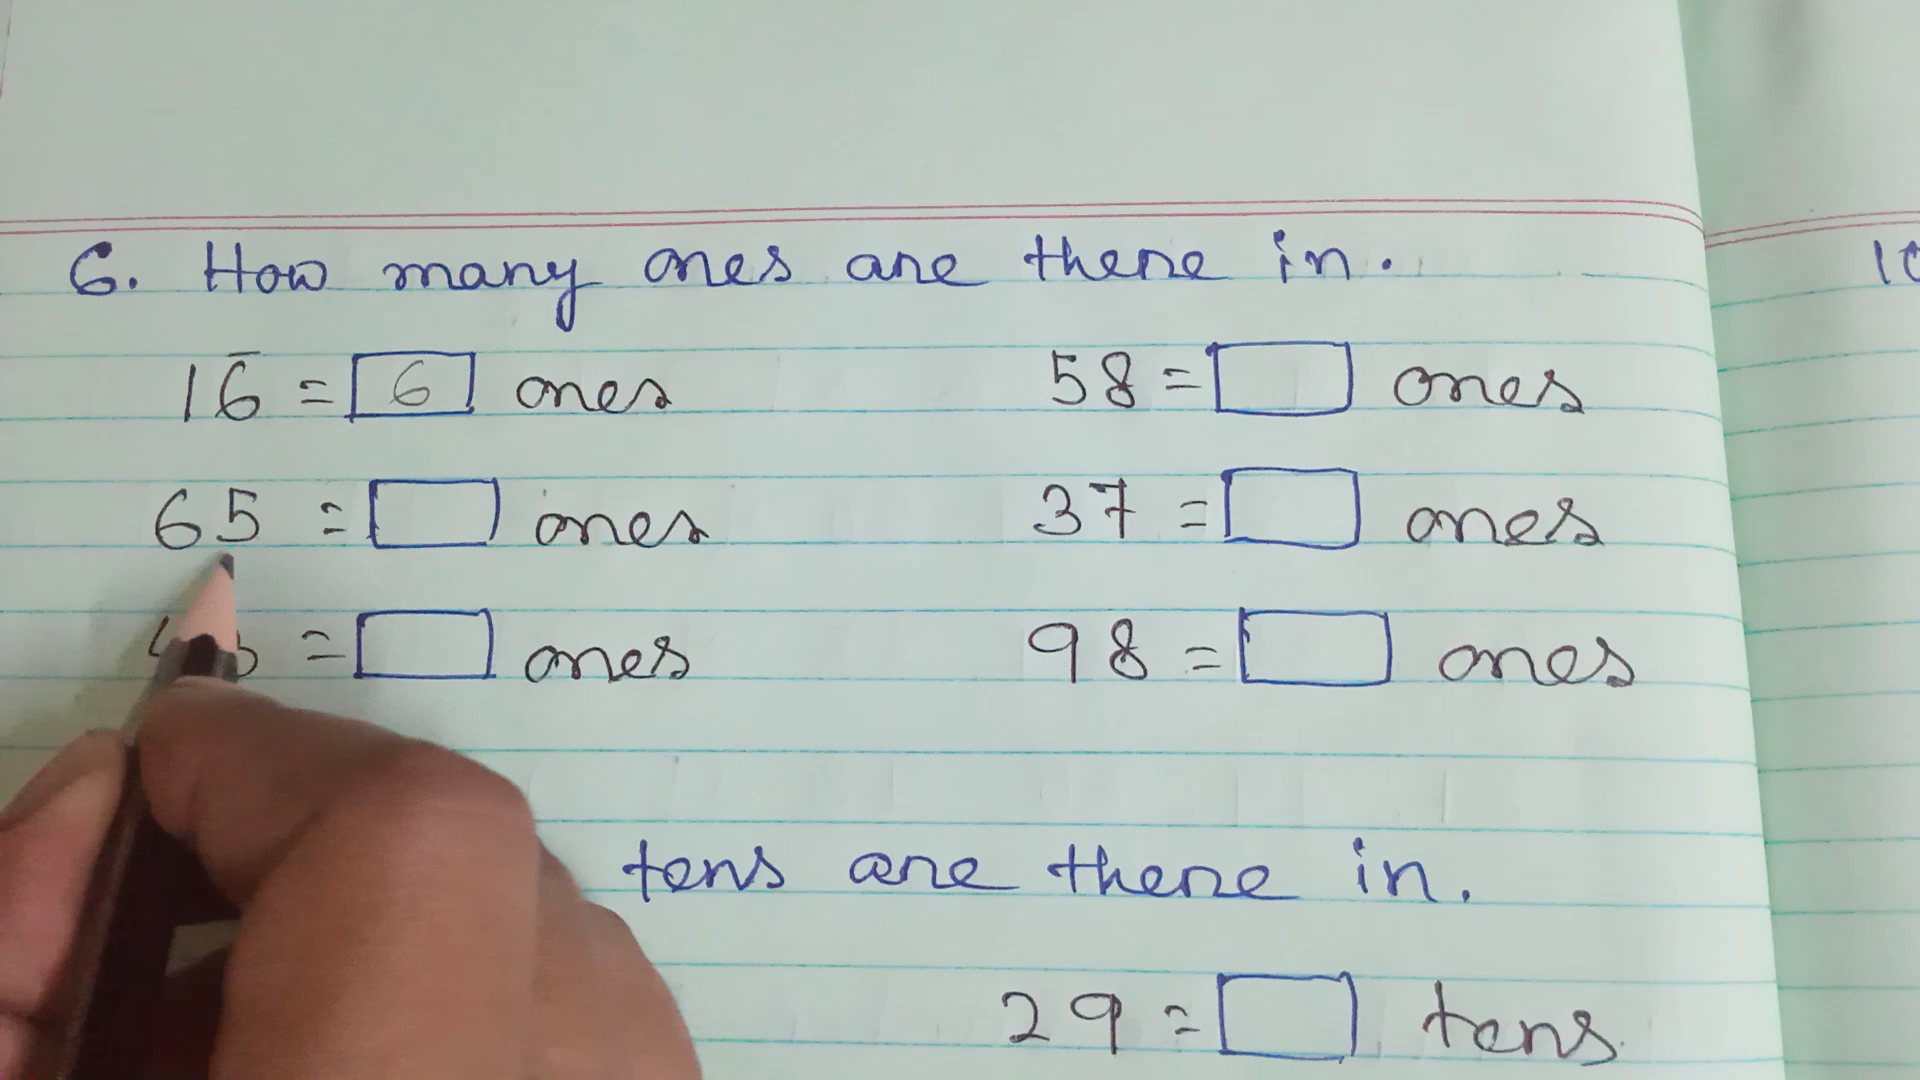 6. How many ones are there in.
16 = 6 ones
58 = ones
65 = ones
37 = ones
= ones
98 = ones
tens are there in.
29 = tens